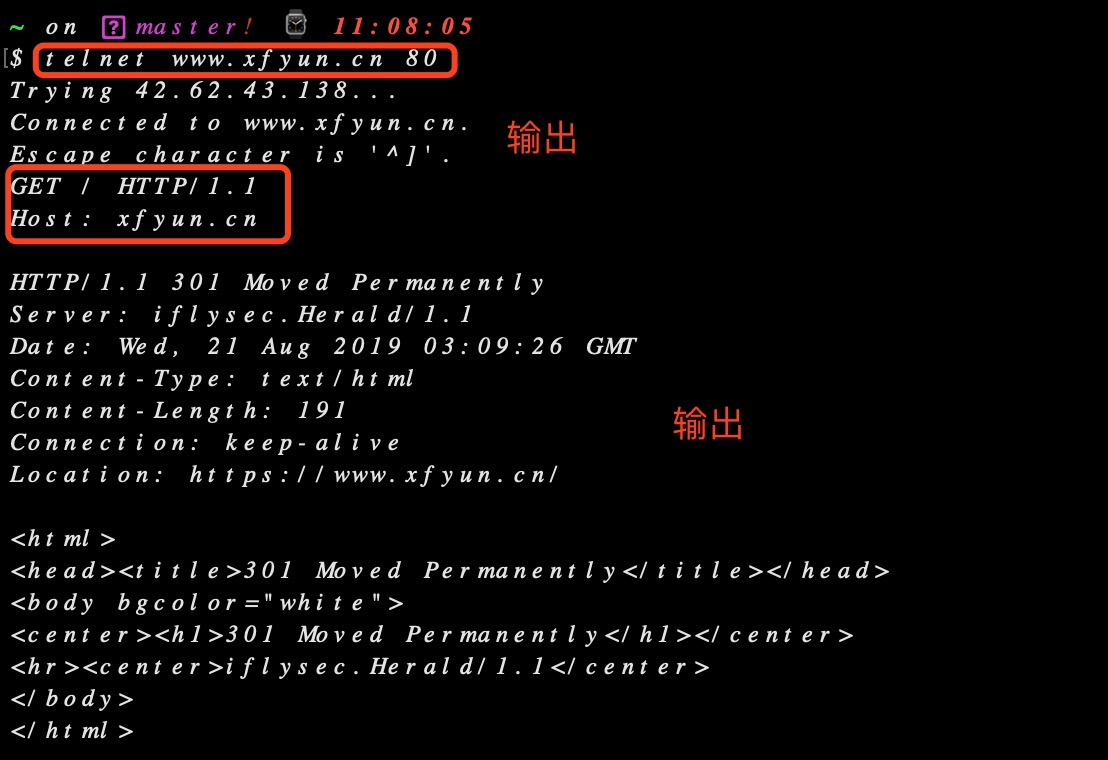 ~ on ? master! ⌚ 11:08:05
[$ telnet www.xfyun.cn 80
Trying 42.62.43.138...
Connected to www.xfyun.cn.
输出
Escape character is '^]'.
GET / HTTP/1.1
Host: xfyun.cn
HTTP/1.1 301 Moved Permanently
Server: iflysec.Herald/1.1
Date: Wed, 21 Aug 2019 03:09:26 GMT
Content-Type: text/html
Content-Length: 191
输出
Connection: keep-alive
Location: https://www.xfyun.cn/
<html>
<head><title>301 Moved Permanently</title></head>
<body bgcolor="white">
<center><h1>301 Moved Permanently</h1></center>
<hr><center>iflysec.Herald/1.1</center>
</body>
</html>